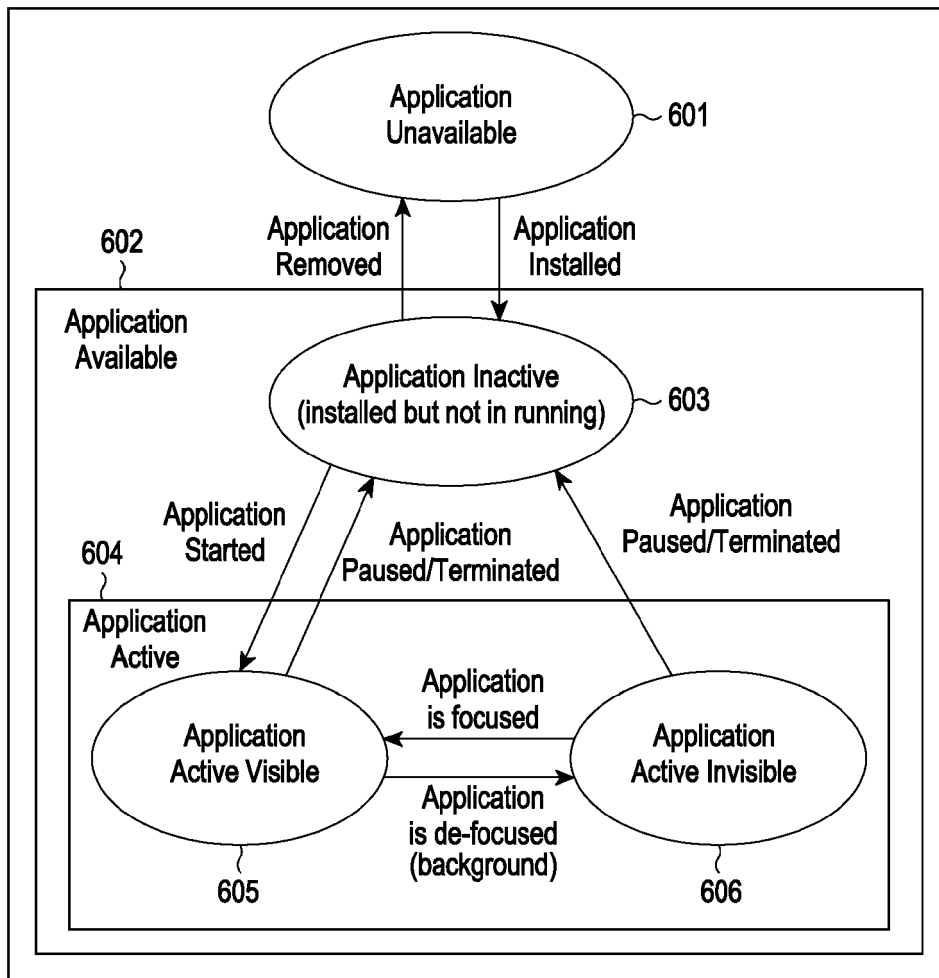 Application
Unavailable
601
Application
Removed
Application
Installed
602
Application
Available
Application Inactive
(installed but not in running)
603
Application
Started
Application
Paused/Terminated
Application
Paused/Terminated
604
Application
Active
Application
Active Visible
Application
is focused
Application
is de-focused
(background)
Application
Active Invisible
605
606